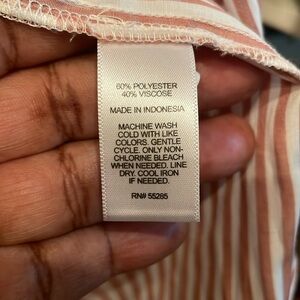 60% POLYESTER
40% VISCOSE
MADE IN INDONESIA
MACHINE WASH
COLD WITH LIKE
COLORS. GENTLE
CYCLE. ONLY NON-
CHLORINE BLEACH
WHEN NEEDED. LINE
DRY. COOL IRON
IF NEEDED.
RN# 55285